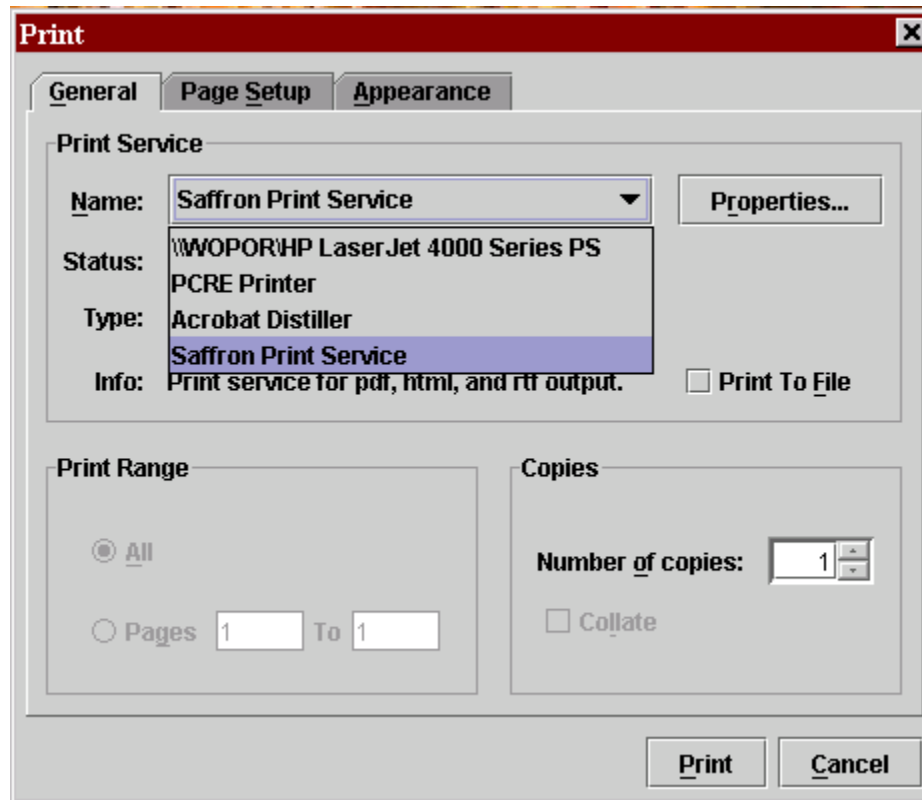 Print
General Page Setup Appearance
Print Service
Name: Saffron Print Service Properties...
\\WOPOR\HP LaserJet 4000 Series PS
Status:
PCRE Printer
Type: Acrobat Distiller
Saffron Print Service
Info: Print service for pdf, html, and rtf output. Print To File
Print Range
All
Pages 1 To 1
Copies
Number of copies: 1
Collate
Print Cancel